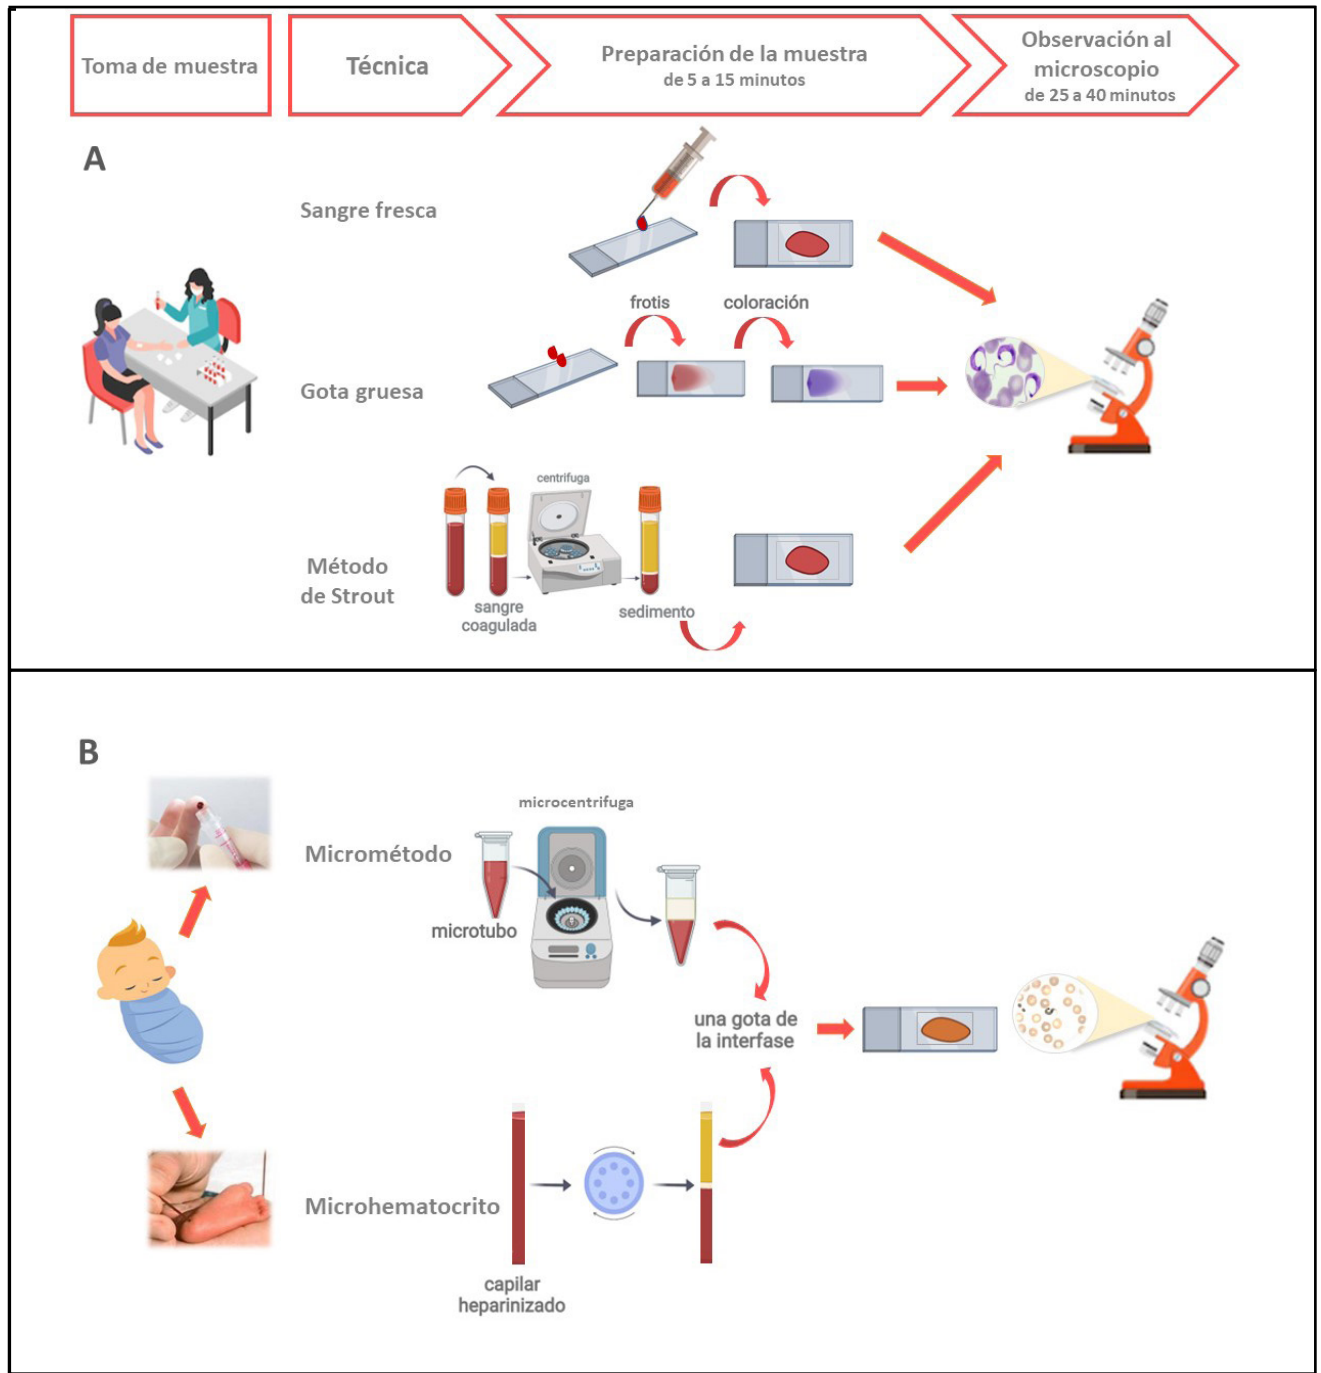 Toma de muestra
Técnica
Preparación de la muestra
de 5 a 15 minutos
Observación al
microscopio
de 25 a 40 minutos
A
Sangre fresca
frotis
coloración
Gota gruesa
centrifuga
Método
de Strout
sangre
coagulada
sedimento
B
microcentrifuga
Micrométodo
microtubo
una gota de
la interfase
Microhematocrito
capilar
heparinizado